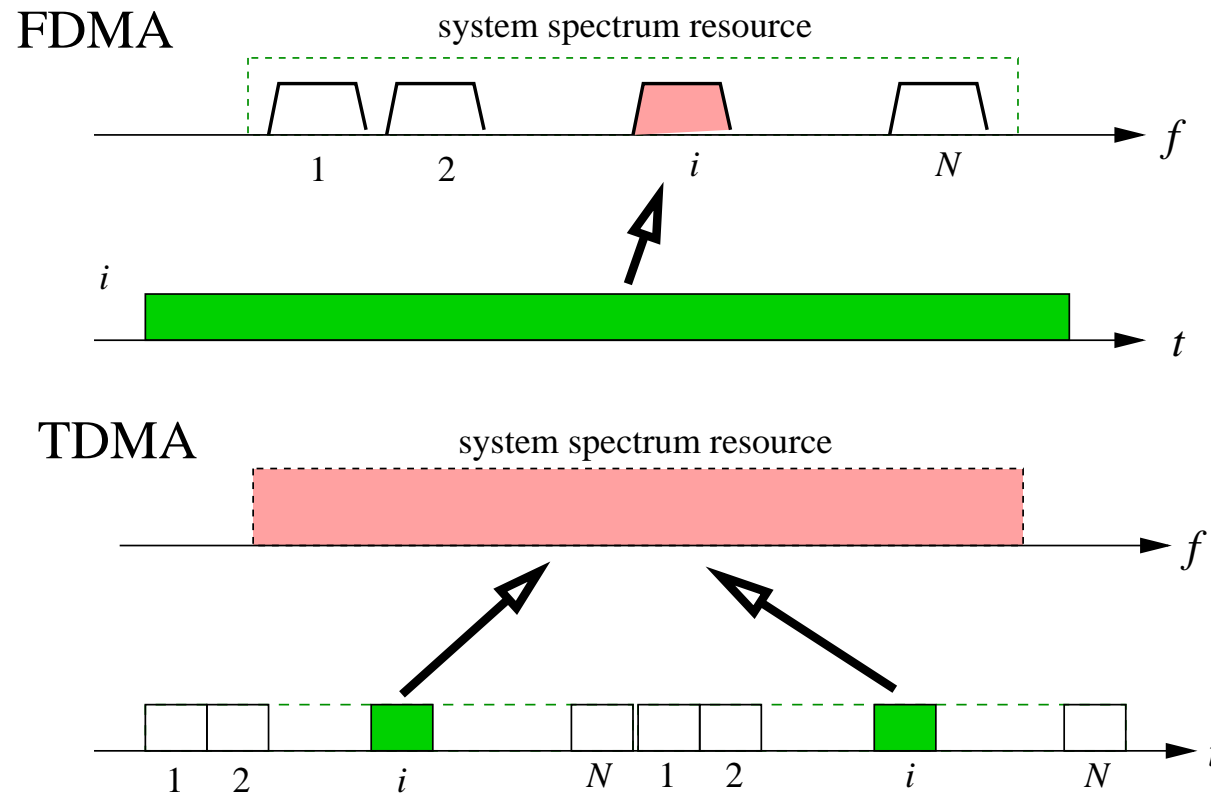 FDMA
system spectrum resource
f
1 2 i N
i
t
TDMA
system spectrum resource
f
1 2 i N 1 2 i N